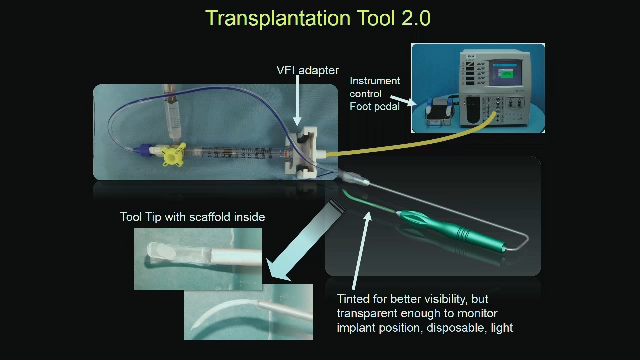 Transplantation Tool 2.0
VFI adapter
Instrument
control
Foot pedal
Tool Tip with scaffold inside
Tinted for better visibility, but
transparent enough to monitor
implant position, disposable, light